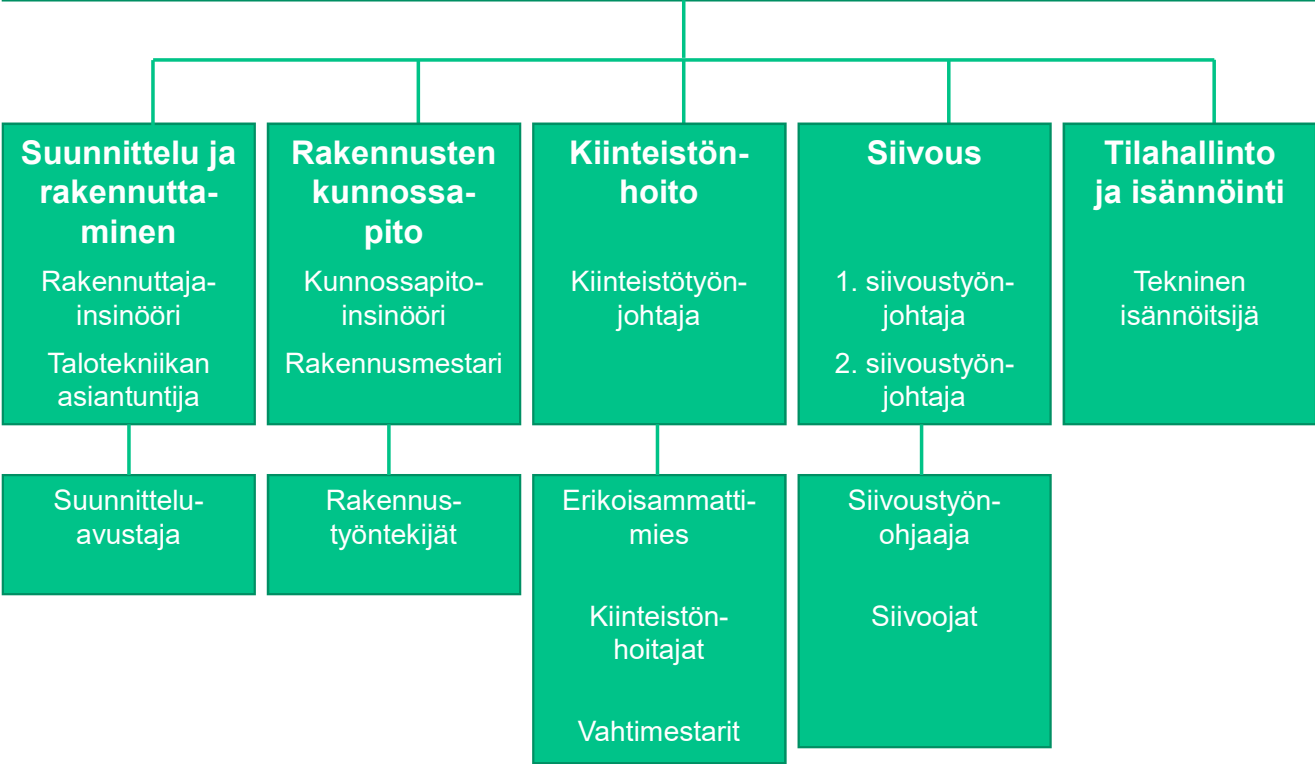 Suunnittelu ja
rakennutta-
minen
Rakennuttaja-
insinööri
Talotekniikan
asiantuntija
Rakennusten
kunnossa-
pito
Kunnossapito-
insinööri
Rakennusmestari
Kiinteistön-
hoito
Kiinteistötyön-
johtaja
Siivous
1. siivoustyön-
johtaja
2. siivoustyön-
johtaja
Tilahallinto
ja isännöinti
Tekninen
isännöitsijä
Suunnittelu-
avustaja
Rakennus-
työntekijät
Erikoisammatti-
mies
Kiinteistön-
hoitajat
Vahtimestarit
Siivoustyön-
ohjaaja
Siivoojat